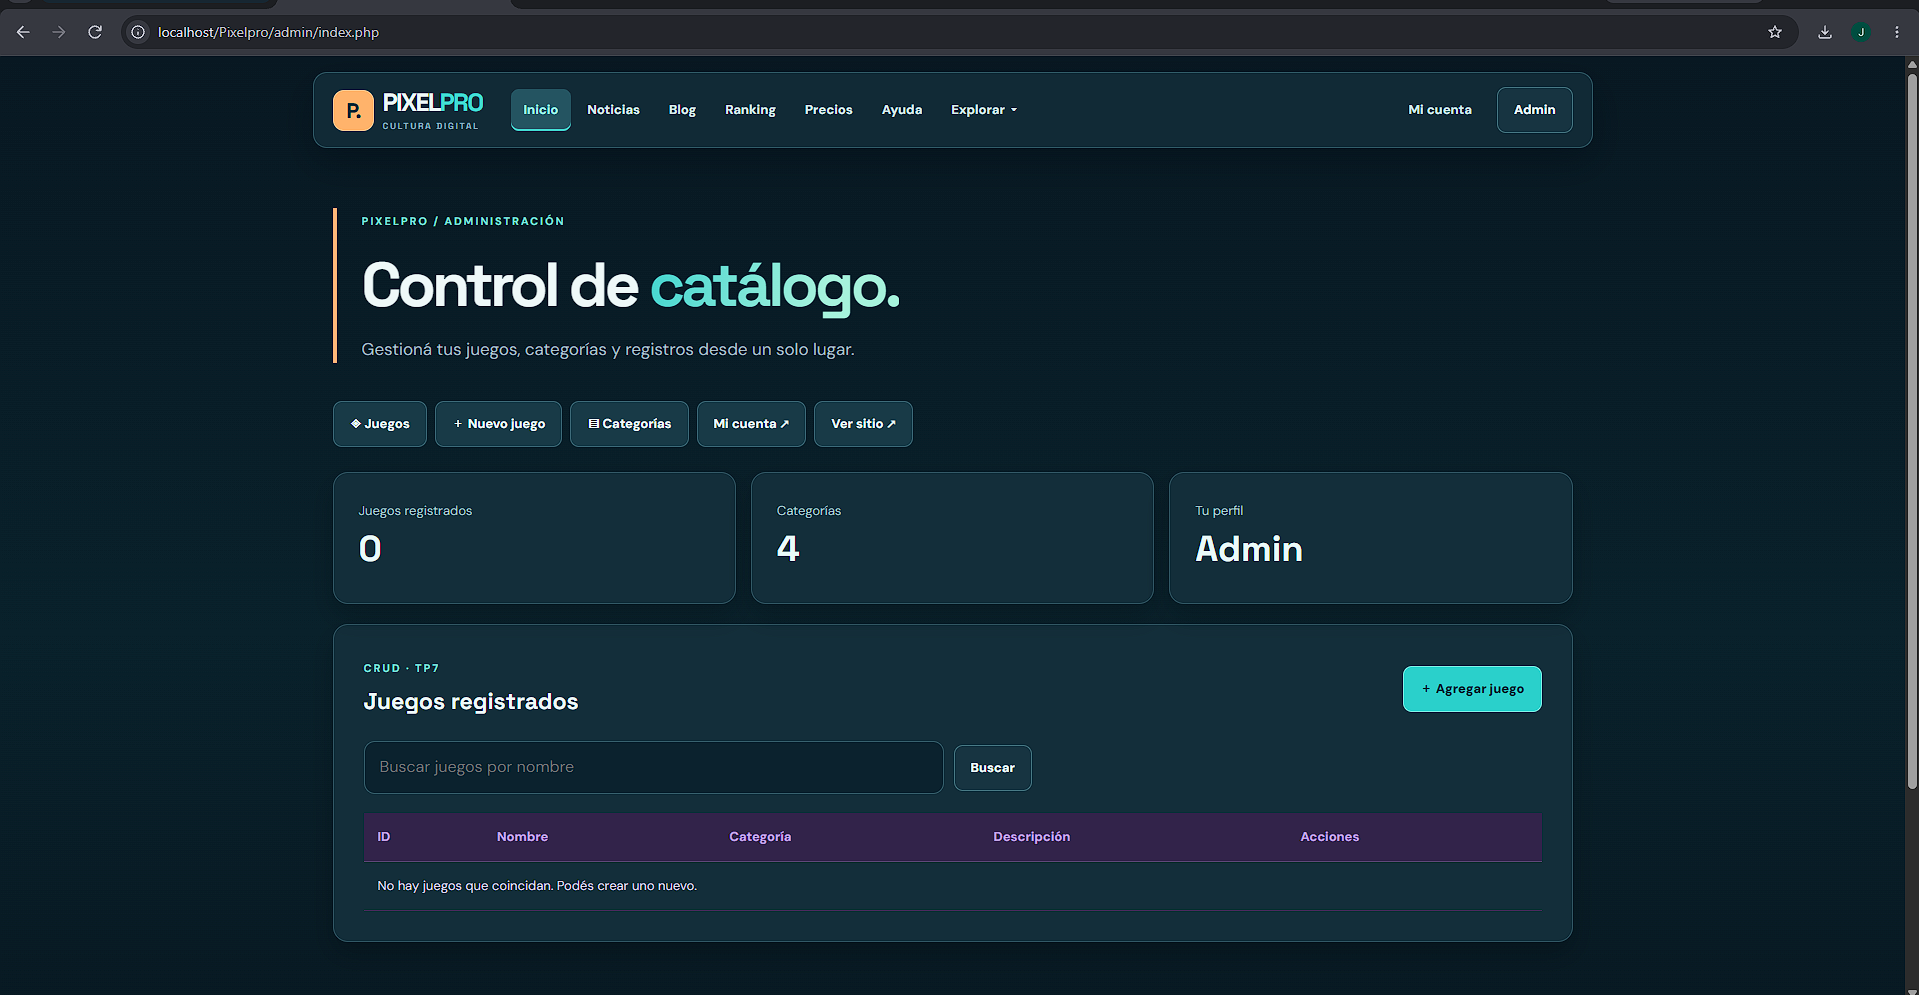 localhost/Pixelpro/admin/index.php
J
P. PIXELPRO
CULTURA DIGITAL
Inicio Noticias Blog Ranking Precios Ayuda Explorar Mi cuenta Admin
PIXELPRO / ADMINISTRACIÓN
Control de catálogo.
Gestioná tus juegos, categorías y registros desde un solo lugar.
Juegos + Nuevo juego Categorías Mi cuenta ↗ Ver sitio ↗
Juegos registrados
0
Categorías
4
Tu perfil
Admin
CRUD · TP7
Juegos registrados
+ Agregar juego
Buscar juegos por nombre
Buscar
ID Nombre Categoría Descripción Acciones
No hay juegos que coincidan. Podés crear uno nuevo.